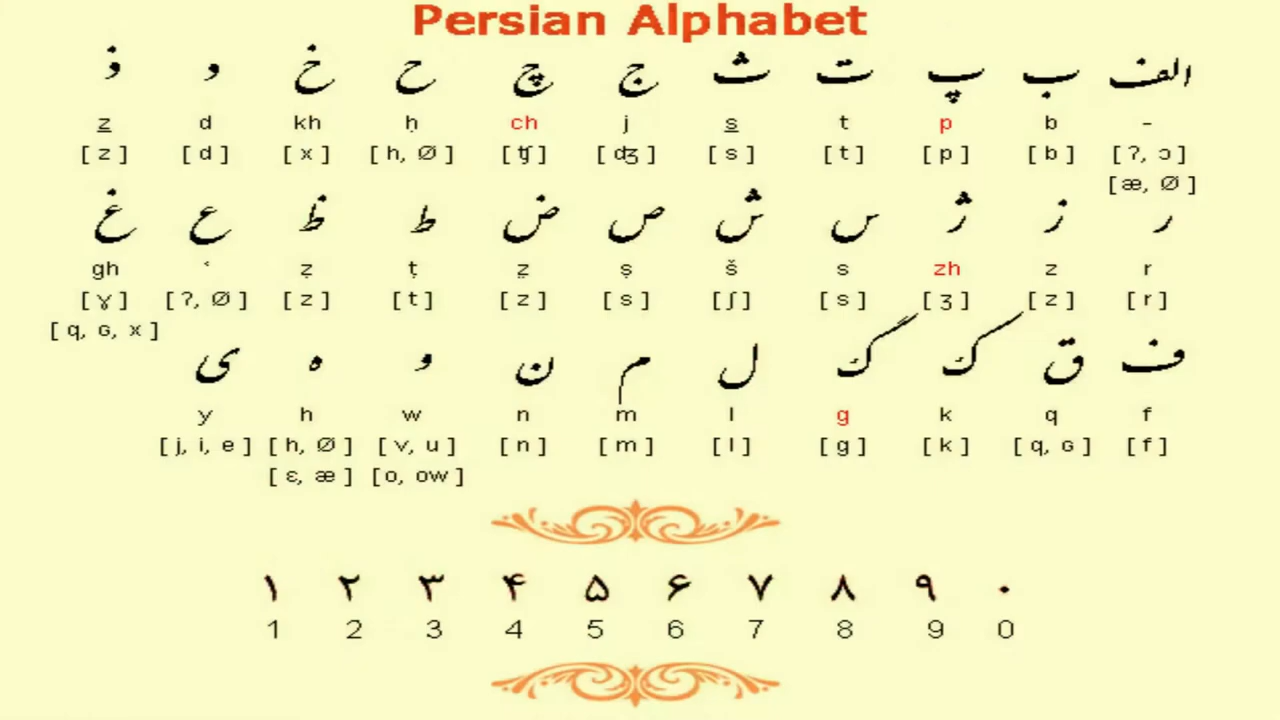 Persian Alphabet
الف ب پ ت ث ج چ ح خ د ذ
- b p t s̲ j ch ḥ kh d z̲
[ʔ, ɔ] [b] [p] [t] [s] [ʤ] [ʧ] [h, Ø] [x] [d] [z]
[æ, Ø]
ر ز ژ س ش ص ض ط ظ ع غ
r z zh s š ṣ z̤ ṭ ẓ ʿ gh
[r] [z] [ʒ] [s] [ʃ] [s] [z] [t] [z] [ʔ, Ø] [ɣ]
[q, ɢ, x]
ف ق ك گ ل م ن و ه ى
f q k g l m n w h y
[f] [q, ɢ] [k] [g] [l] [m] [n] [v, u] [h, Ø] [j, i, e]
[o, ow] [ɛ, æ]
۱ ۲ ۳ ۴ ۵ ۶ ۷ ۸ ۹ ۰
1 2 3 4 5 6 7 8 9 0